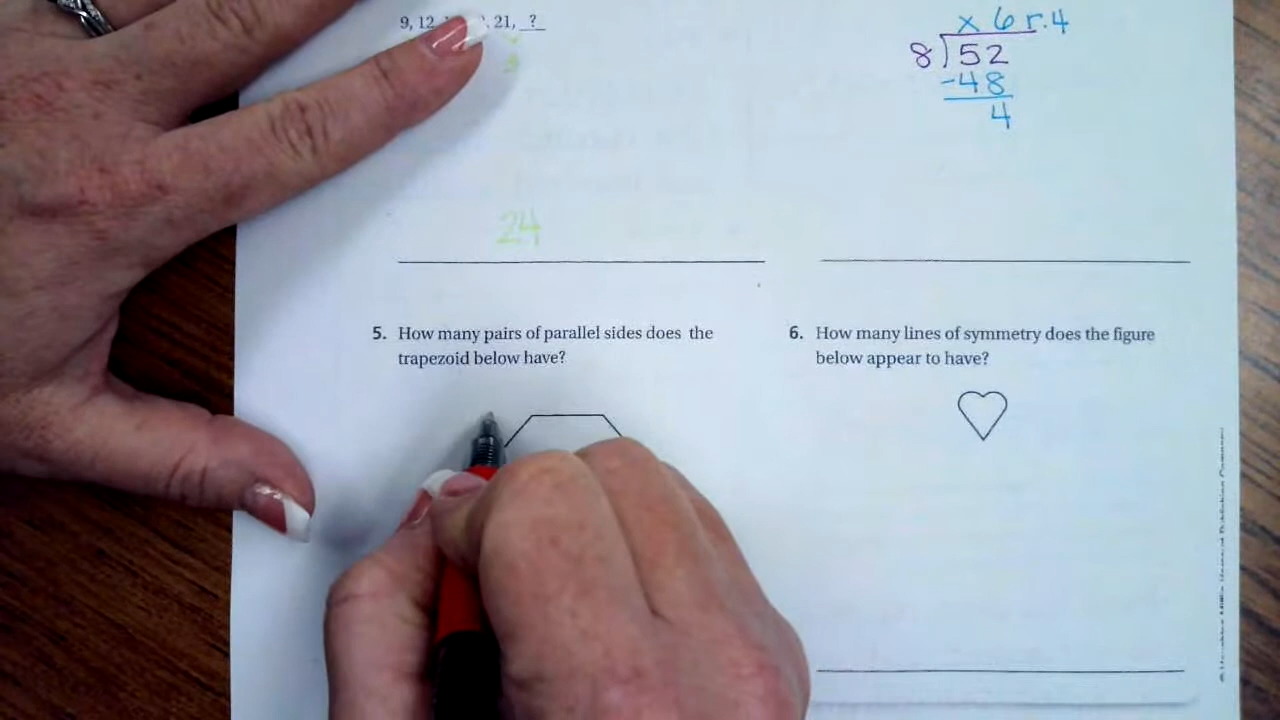 9, 12 , 21, ?
24
x 6 r.4
8)52
-48
4
5. How many pairs of parallel sides does the
trapezoid below have?
6. How many lines of symmetry does the figure
below appear to have?